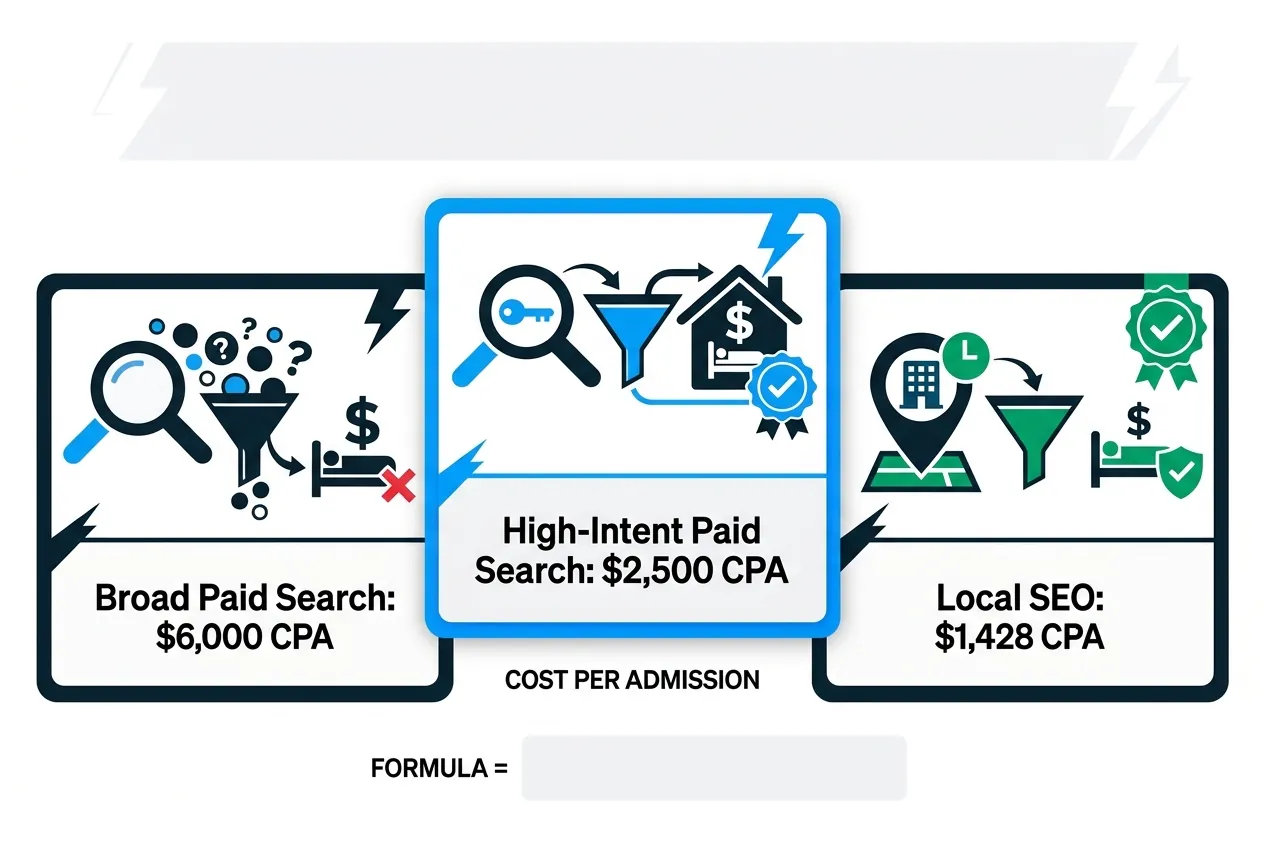 ?
?
?
$
$
$
Broad Paid Search:
$6,000 CPA
High-Intent Paid
Search: $2,500 CPA
Local SEO:
$1,428 CPA
COST PER ADMISSION
FORMULA =